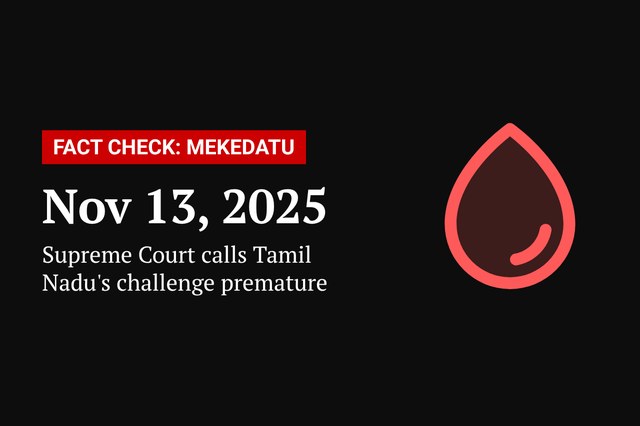 FACT CHECK: MEKEDATU
Nov 13, 2025
Supreme Court calls Tamil
Nadu's challenge premature